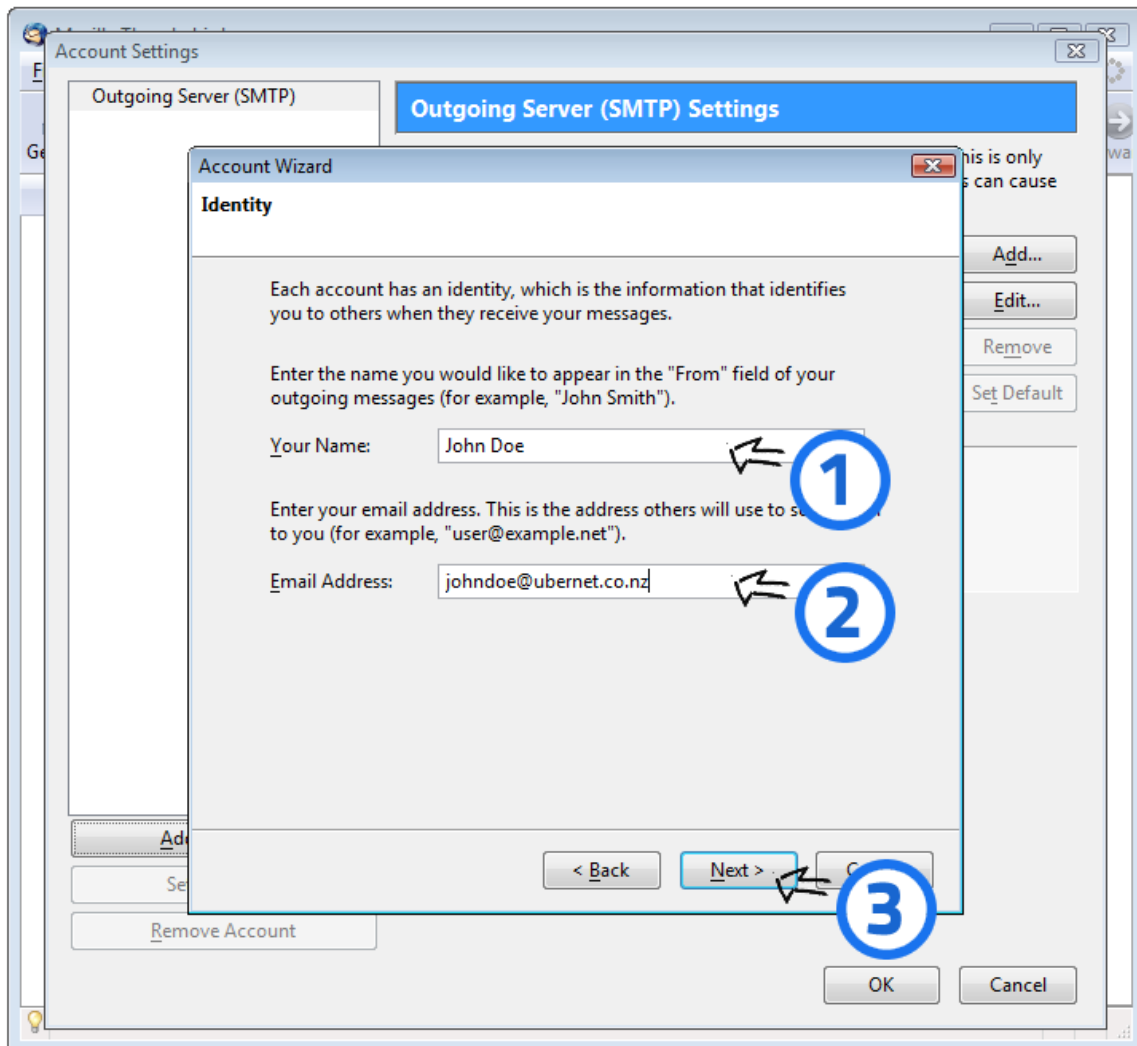 Account Settings
Outgoing Server (SMTP)
Outgoing Server (SMTP) Settings
his is only
s can cause
Account Wizard
Identity
Each account has an identity, which is the information that identifies
you to others when they receive your messages.
Enter the name you would like to appear in the "From" field of your
outgoing messages (for example, "John Smith").
Your Name: John Doe
1
Enter your email address. This is the address others will use to
to you (for example, "user@example.net").
Email Address: johndoe@ubernet.co.nz
2
< Back
Next >
3
Add...
Edit...
Remove
Set Default
Remove Account
OK
Cancel